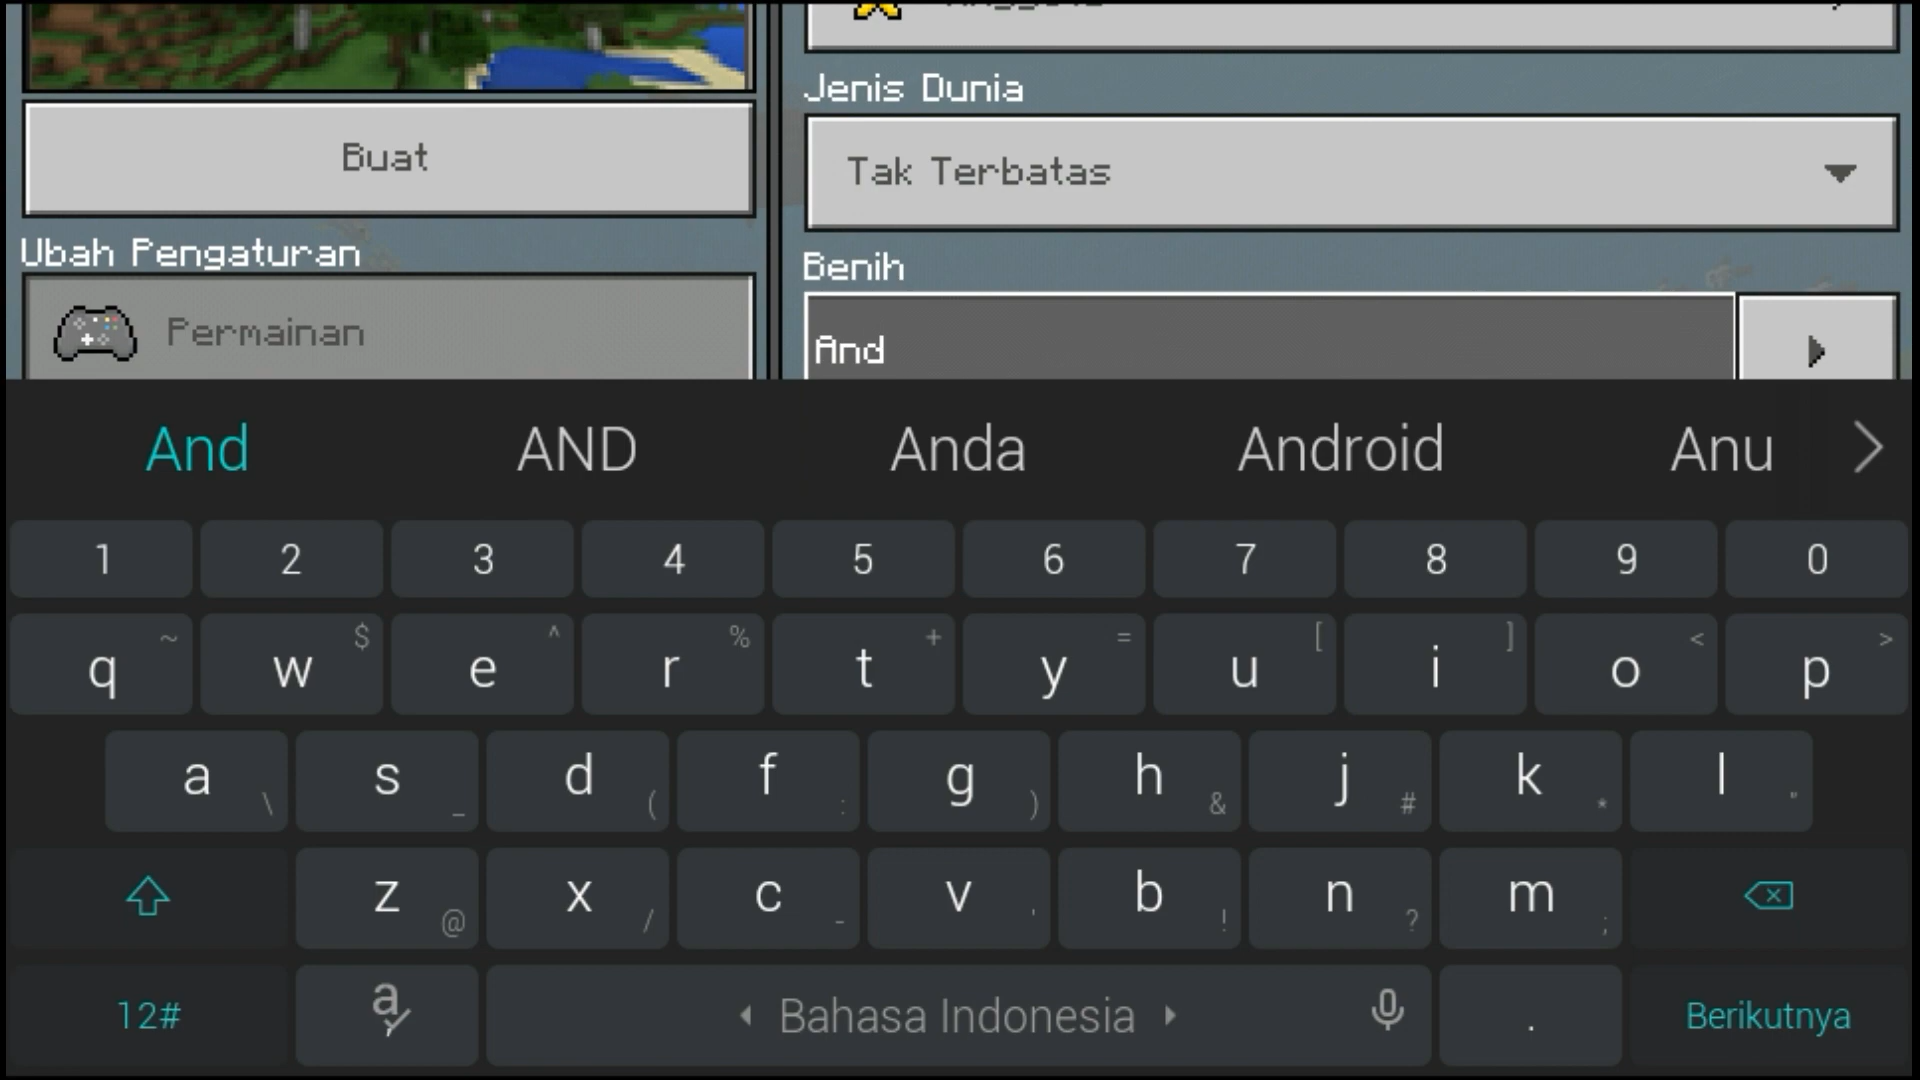 Buat
Ubah Pengaturan
Permainan
Jenis Dunia
Tak Terbatas
Benih
And
And AND Anda Android Anu
1 2 3 4 5 6 7 8 9 0
~ $ ^ % + = [ ] < >
q w e r t y u i o p
a s d f g h j k l
\ _ ( : ) & # * "
z x c v b n m
@ / - ' ! ? ;
12# a Bahasa Indonesia . Berikutnya